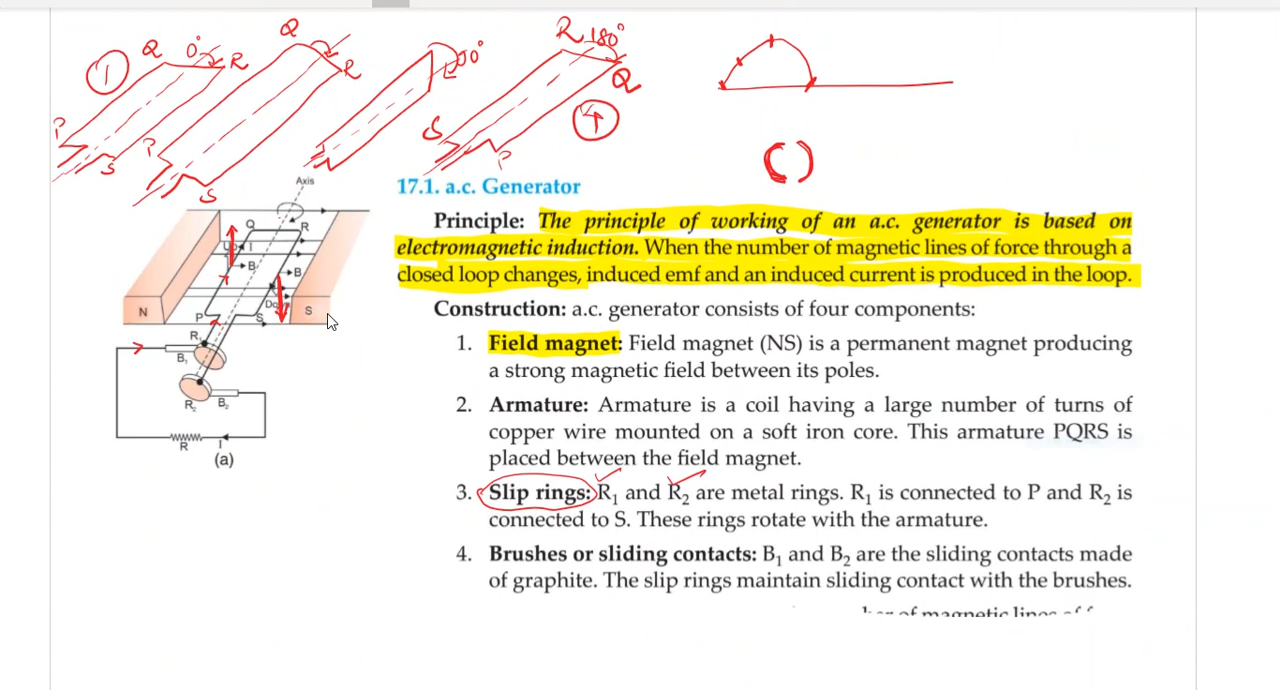 Q
R 180°
Q 0° R
R
90°
1
Q
P
S
P
S
S
P
4
Axis
17.1. a.c. Generator
Principle: The principle of working of an a.c. generator is based on
electromagnetic induction. When the number of magnetic lines of force through a
closed loop changes, induced emf and an induced current is produced in the loop.
Q
R
B
B
N
S
P
S
R
B₁
R₂
B₂
R
I
(a)
Construction: a.c. generator consists of four components:
1. Field magnet: Field magnet (NS) is a permanent magnet producing
a strong magnetic field between its poles.
2. Armature: Armature is a coil having a large number of turns of
copper wire mounted on a soft iron core. This armature PQRS is
placed between the field magnet.
3. Slip rings: R₁ and R₂ are metal rings. R₁ is connected to P and R₂ is
connected to S. These rings rotate with the armature.
4. Brushes or sliding contacts: B₁ and B₂ are the sliding contacts made
of graphite. The slip rings maintain sliding contact with the brushes.
of magnetic lines